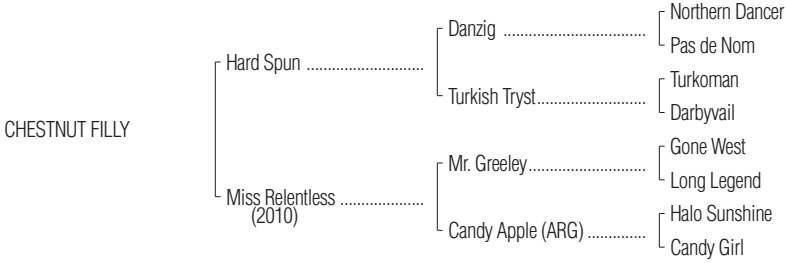 CHESTNUT FILLY
Hard Spun ...........................
Miss Relentless ...................
(2010)
Danzig .................................
Turkish Tryst.........................
Mr. Greeley...........................
Candy Apple (ARG) ..............
Northern Dancer
Pas de Nom
Turkoman
Darbyvail
Gone West
Long Legend
Halo Sunshine
Candy Girl